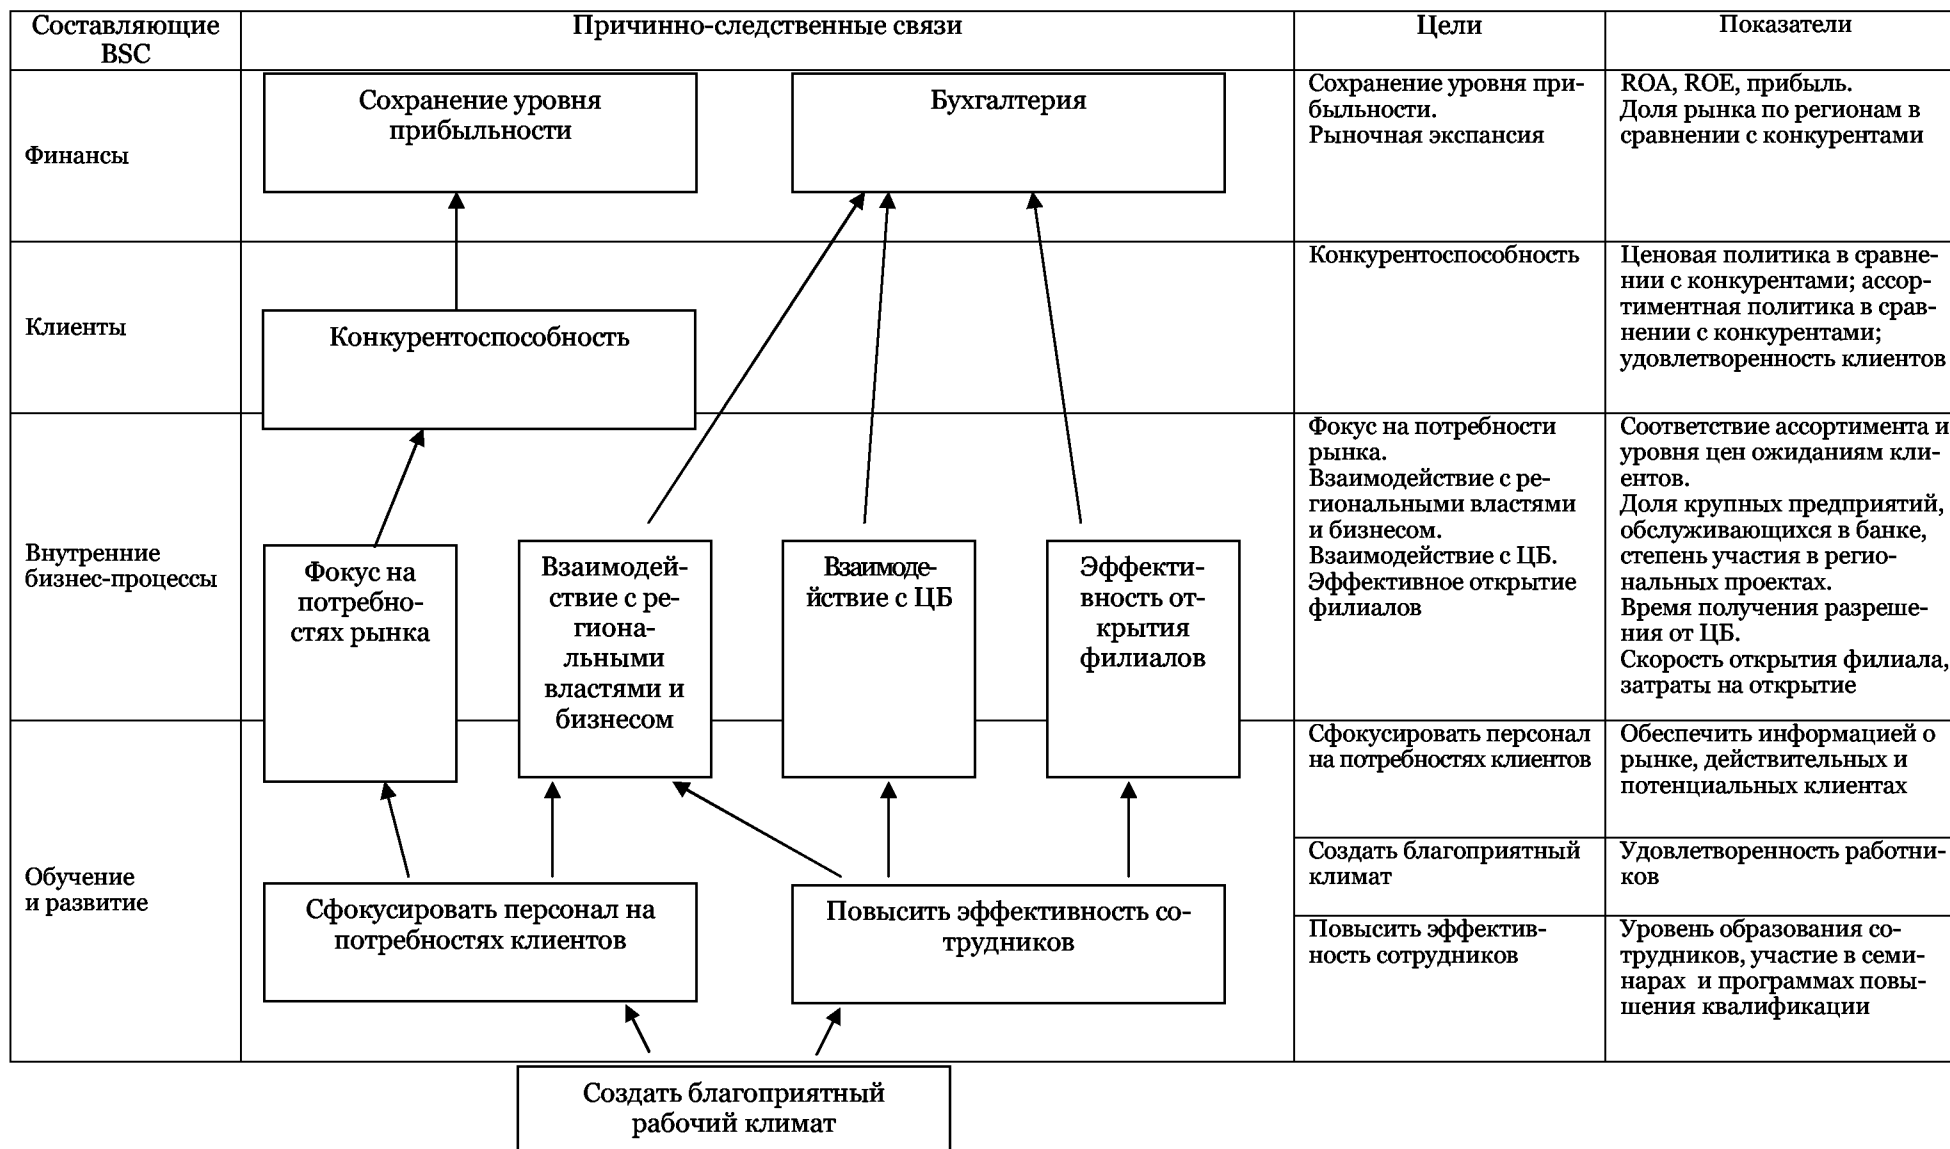 Составляющие
BSC
Причинно-следственные связи
Цели
Показатели
Финансы
Сохранение уровня
прибыльности
Бухгалтерия
Сохранение уровня при-
быльности.
Рыночная экспансия
ROA, ROE, прибыль.
Доля рынка по регионам в
сравнении с конкурентами
Клиенты
Конкурентоспособность
Конкурентоспособность
Ценовая политика в сравне-
нии с конкурентами; ассор-
тиментная политика в срав-
нении с конкурентами;
удовлетворенность клиентов
Внутренние
бизнес-процессы
Фокус на
потребно-
стях рынка
Взаимодей-
ствие с ре-
гиона-
льными
властями и
бизнесом
Взаимоде-
йствие с ЦБ
Эффекти-
вность от-
крытия
филиалов
Фокус на потребности
рынка.
Взаимодействие с ре-
гиональными властями
и бизнесом.
Взаимодействие с ЦБ.
Эффективное открытие
филиалов
Соответствие ассортимента и
уровня цен ожиданиям кли-
ентов.
Доля крупных предприятий,
обслуживающихся в банке,
степень участия в регио-
нальных проектах.
Время получения разреше-
ния от ЦБ.
Скорость открытия филиала,
затраты на открытие
Обучение
и развитие
Сфокусировать персонал на
потребностях клиентов
Повысить эффективность со-
трудников
Сфокусировать персонал
на потребностях клиентов
Обеспечить информацией о
рынке, действительных и
потенциальных клиентах
Создать благоприятный
климат
Удовлетворенность работни-
ков
Повысить эффектив-
ность сотрудников
Уровень образования со-
трудников, участие в семи-
нарах и программах повы-
шения квалификации
Создать благоприятный
рабочий климат